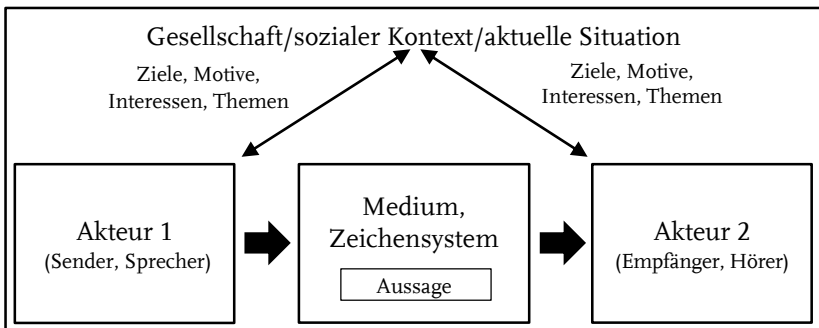 Gesellschaft/sozialer Kontext/aktuelle Situation
Ziele, Motive,
Interessen, Themen
Ziele, Motive,
Interessen, Themen
Akteur 1
(Sender, Sprecher)
Medium,
Zeichensystem
Aussage
Akteur 2
(Empfänger, Hörer)